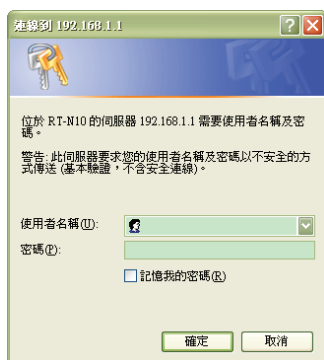 連線到 192.168.1.1
位於 RT-N10 的伺服器 192.168.1.1 需要使用者名稱及密
碼。
警告: 此伺服器要求您的使用者名稱及密碼以不安全的方
式傳送 (基本驗證，不含安全連線)。
使用者名稱(U):
密碼(P):
記憶我的密碼(R)
確定
取消